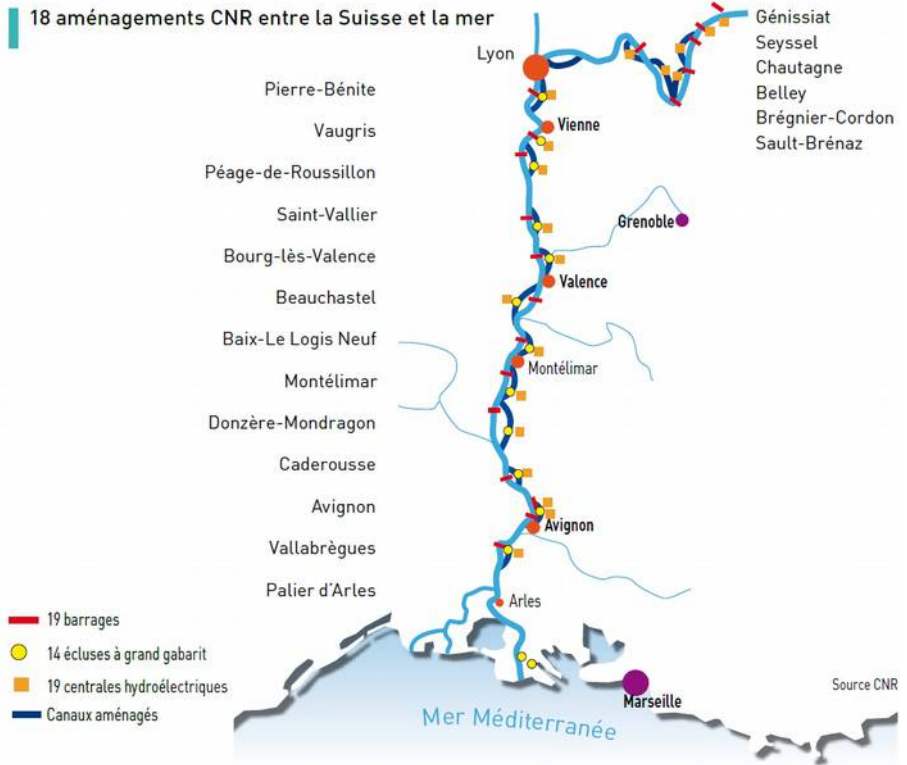 18 aménagements CNR entre la Suisse et la mer
Génissiat
Seyssel
Chautagne
Belley
Brégnier-Cordon
Sault-Brénaz
Lyon
Pierre-Bénite
Vienne
Vaugris
Péage-de-Roussillon
Saint-Vallier
Grenoble
Bourg-lès-Valence
Valence
Beauchastel
Baix-Le Logis Neuf
Montélimar
Montélimar
Donzère-Mondragon
Caderousse
Avignon
Avignon
Vallabrègues
Palier d'Arles
Arles
19 barrages
14 écluses à grand gabarit
19 centrales hydroélectriques
Canaux aménagés
Source CNR
Marseille
Mer Méditerranée